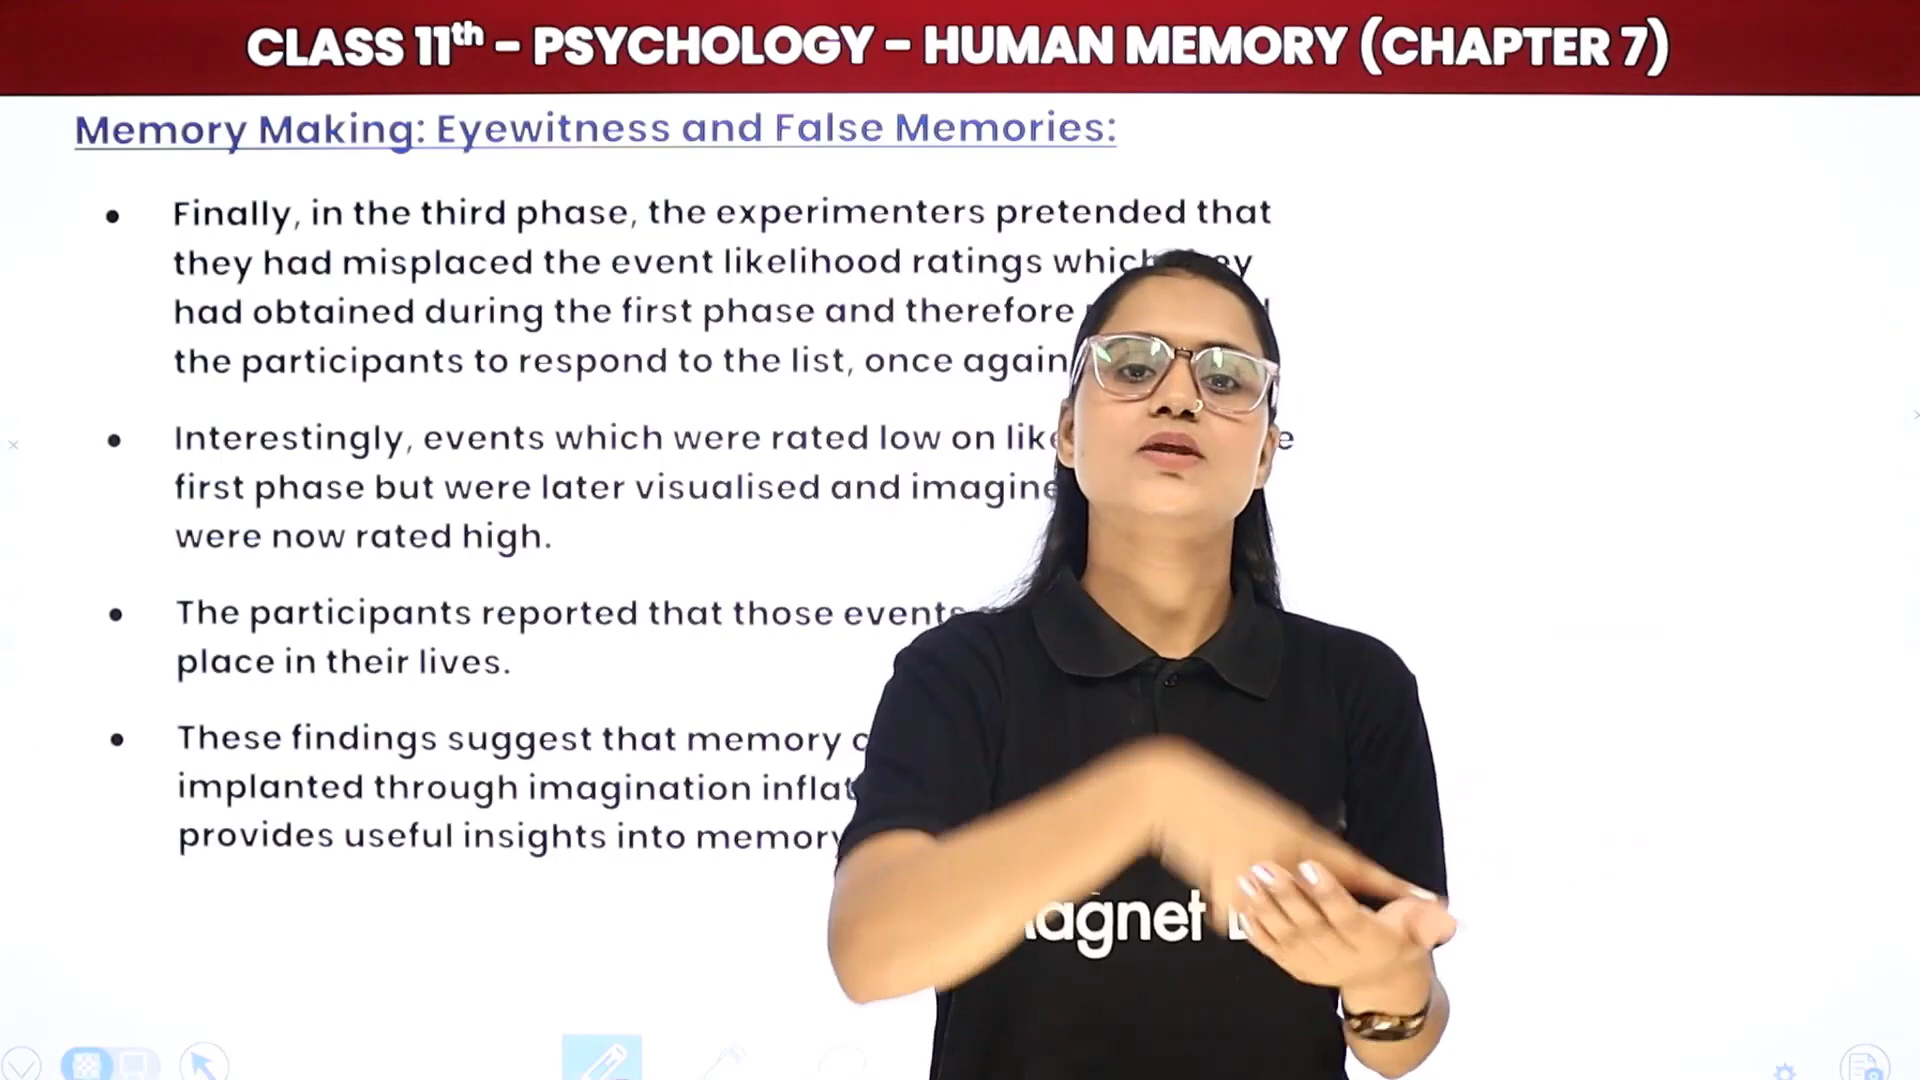 CLASS 11th – PSYCHOLOGY – HUMAN MEMORY (CHAPTER 7)
Memory Making: Eyewitness and False Memories:
• Finally, in the third phase, the experimenters pretended that
they had misplaced the event likelihood ratings which they
had obtained during the first phase and therefore
the participants to respond to the list, once again
• Interestingly, events which were rated low on
first phase but were later visualised and
were now rated high.
• The participants reported that those events
place in their lives.
• These findings suggest that memory
implanted through imagination
provides useful insights into memory
agnet